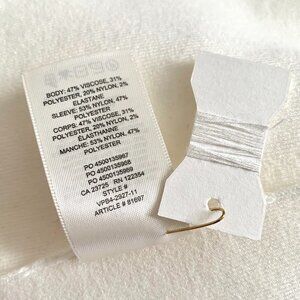 BODY: 47% VISCOSE, 31%
POLYESTER, 20% NYLON, 2%
ELASTANE
SLEEVE: 53% NYLON, 47%
POLYESTER
CORPS: 47% VISCOSE, 31%
POLYESTER, 20% NYLON, 2%
ÉLASTHANNE
MANCHE: 53% NYLON, 47%
POLYESTER
PO 4500135967
PO 4500135968
PO 4500135969
CA 23725 RN 122354
STYLE #
VPS4-2927-11
ARTICLE # 81697